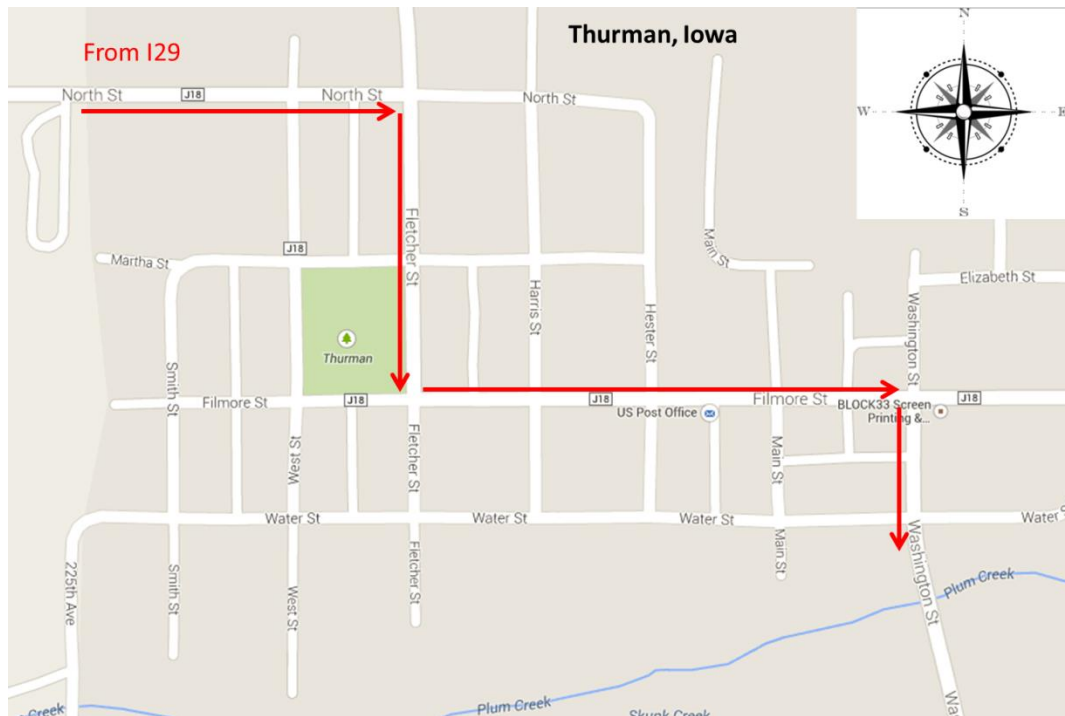 Thurman, Iowa
From I29
N
W
E
S
North St
J18
North St
North St
Fletcher St
Main St
J18
Martha St
Elizabeth St
Washington St
Harris St
Hester St
Thurman
Smith St
Filmore St
J18
J18
Filmore St
J18
US Post Office
BLOCK33 Screen
Printing &...
West St
Fletcher St
Main St
Water St
Water St
Water St
Water S
225th Ave
Smith St
West St
Fletcher St
Main St
Washington St
Plum Creek
Plum Creek
Skunk Creek
Wa